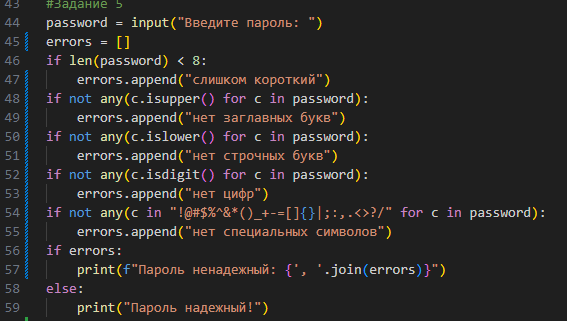 43 #Задание 5
44 password = input("Введите пароль: ")
45 errors = []
46 if len(password) < 8:
47     errors.append("слишком короткий")
48 if not any(c.isupper() for c in password):
49     errors.append("нет заглавных букв")
50 if not any(c.islower() for c in password):
51     errors.append("нет строчных букв")
52 if not any(c.isdigit() for c in password):
53     errors.append("нет цифр")
54 if not any(c in "!@#$%^&*()_+-=[]{}|;:,.<>?/" for c in password):
55     errors.append("нет специальных символов")
56 if errors:
57     print(f"Пароль ненадежный: {', '.join(errors)}")
58 else:
59     print("Пароль надежный!")